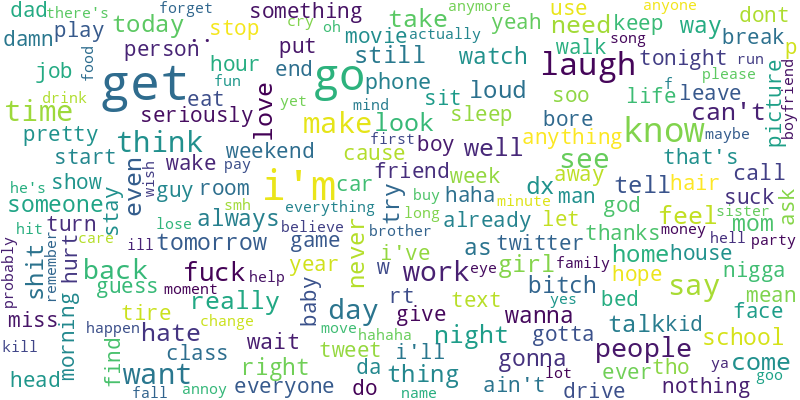 dad there's forget something cry oh anymore use anyone dont
damn play today .. stop take yeah need keep way break
person put movie actually song p
job food get hour end still watch walk tonight run
fun go phone laugh please picture boyfriend
time drink eat sit loud soo life leave
seriously love yet mind make look sleep bore know can't
pretty think first boy well anything maybe
start weekend cause see that's
he's show even wish wake pay friend week away tell hair call
someone stay guy room smh car try haha dx man suck ask
hit turn always everything buy long minute god feel sister mom
lose believe brother already let thanks money hell party
probably shit remember hurt care ill tomorrow game never i've as twitter home house
i'm
back fuck help year w work eye girl family hope nigga
guess moment really baby rt bitch yes bed say mean
miss morning tire change day give text wanna talk kid face
happen hate wait move hahaha night gotta people school
kill find class right tweet i'll gonna lot ever tho ya come
head want everyone da thing ain't drive nothing goo
fall annoy do name